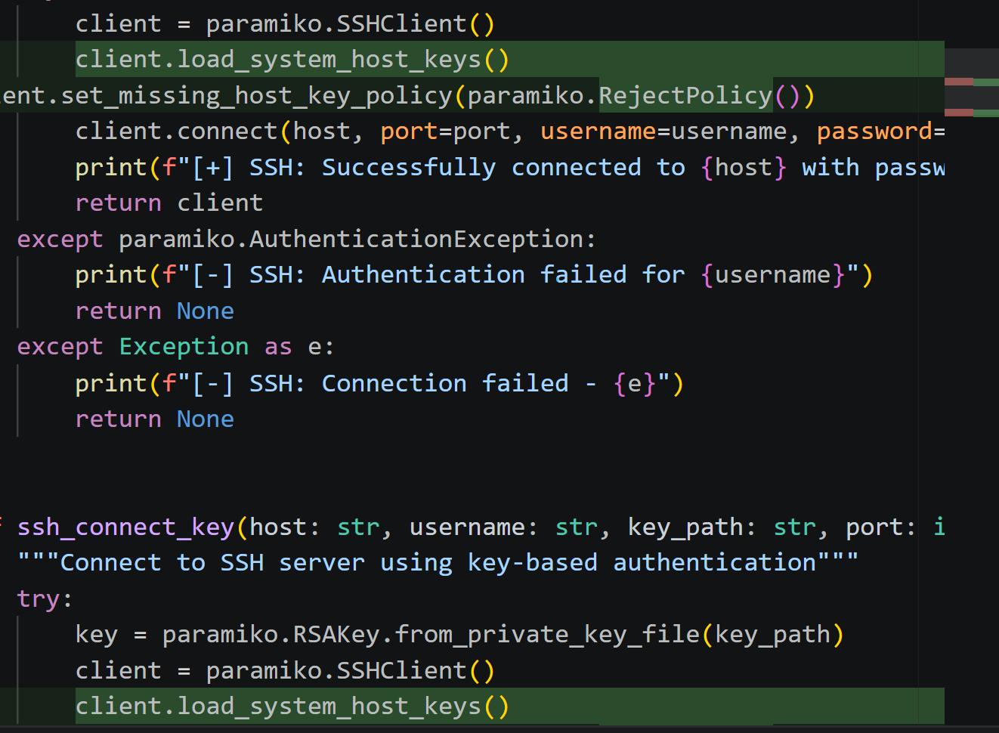 client = paramiko.SSHClient()
client.load_system_host_keys()
ent.set_missing_host_key_policy(paramiko.RejectPolicy())
client.connect(host, port=port, username=username, password=
print(f"[+] SSH: Successfully connected to {host} with passw
return client
except paramiko.AuthenticationException:
print(f"[-] SSH: Authentication failed for {username}")
return None
except Exception as e:
print(f"[-] SSH: Connection failed - {e}")
return None
ssh_connect_key(host: str, username: str, key_path: str, port: i
"""Connect to SSH server using key-based authentication"""
try:
key = paramiko.RSAKey.from_private_key_file(key_path)
client = paramiko.SSHClient()
client.load_system_host_keys()